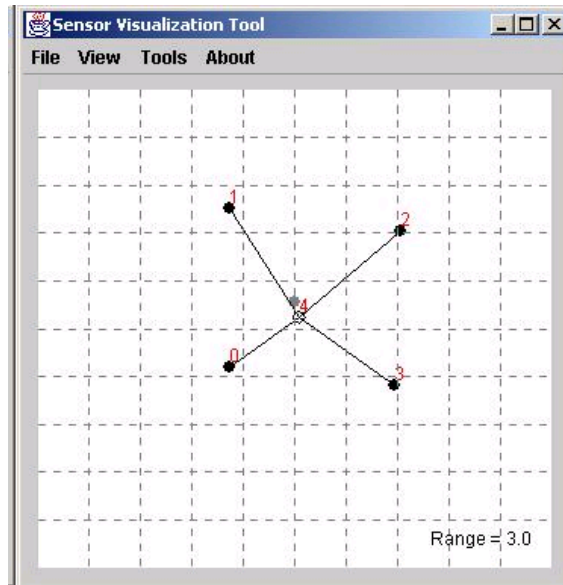 Sensor Visualization Tool
File View Tools About
1
2
4
0
3
Range = 3.0